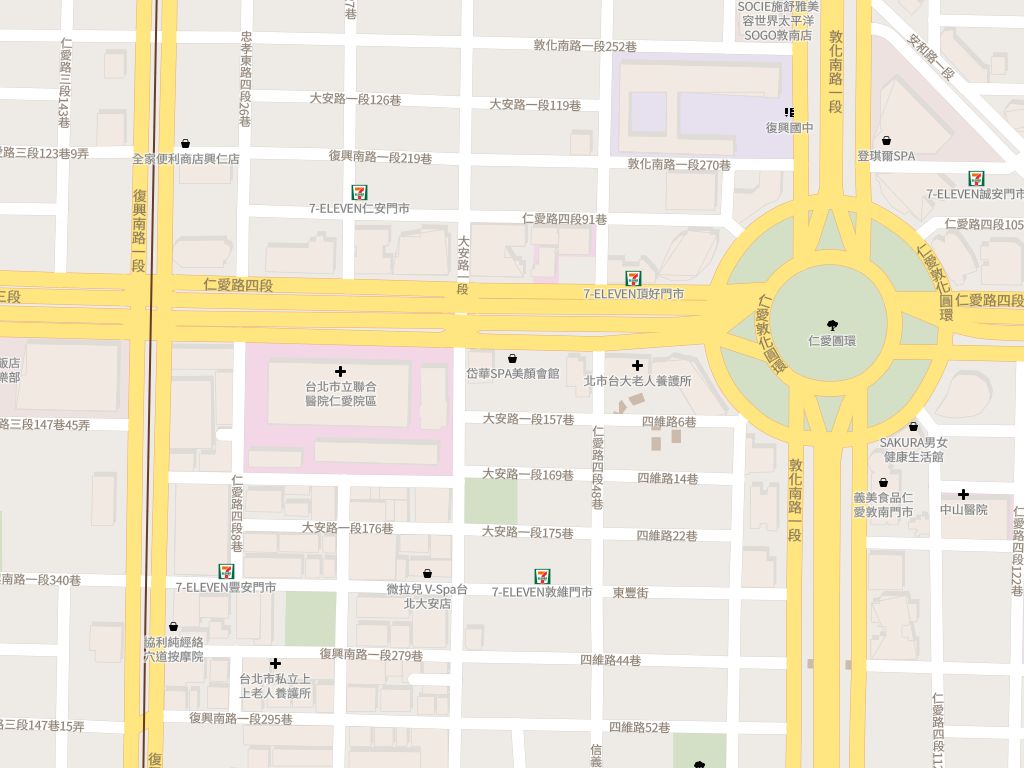 SOCIE施舒雅美
容世界太平洋
SOGO敦南店
仁愛路三段143巷
忠孝東路四段26巷
敦化南路一段252巷
敦化南路一段
安和路一段
大安路一段126巷
大安路一段119巷
復興國中
全家便利商店興仁店
復興南路一段219巷
敦化南路一段270巷
登琪爾SPA
路三段123巷9弄
7-ELEVEN仁安門市
7-ELEVEN誠安門市
復興南路一段
仁愛路四段91巷
仁愛路四段105
大安路一段
仁愛敦化圓環
仁愛路四段
7-ELEVEN頂好門市
仁愛路四段
三段
仁愛敦化圓環
仁愛圓環
飯店
樂部
台北市立聯合
醫院仁愛院區
岱華SPA美顏會館
北市台大老人養護所
路三段147巷45弄
大安路一段157巷
四維路6巷
仁愛路四段48巷
SAKURA男女
健康生活館
敦化南路一段
大安路一段169巷
四維路14巷
仁愛路四段8巷
義美食品仁
愛敦南門市
中山醫院
仁愛路四段122巷
大安路一段176巷
大安路一段175巷
四維路22巷
南路一段340巷
7-ELEVEN豐安門市
微拉兒 V-Spa台
北大安店
7-ELEVEN敦維門市
東豐街
協利純經絡
穴道按摩院
復興南路一段279巷
四維路44巷
台北市私立上
上老人養護所
仁愛路四段112
路三段147巷15弄
復興南路一段295巷
四維路52巷
信義
復